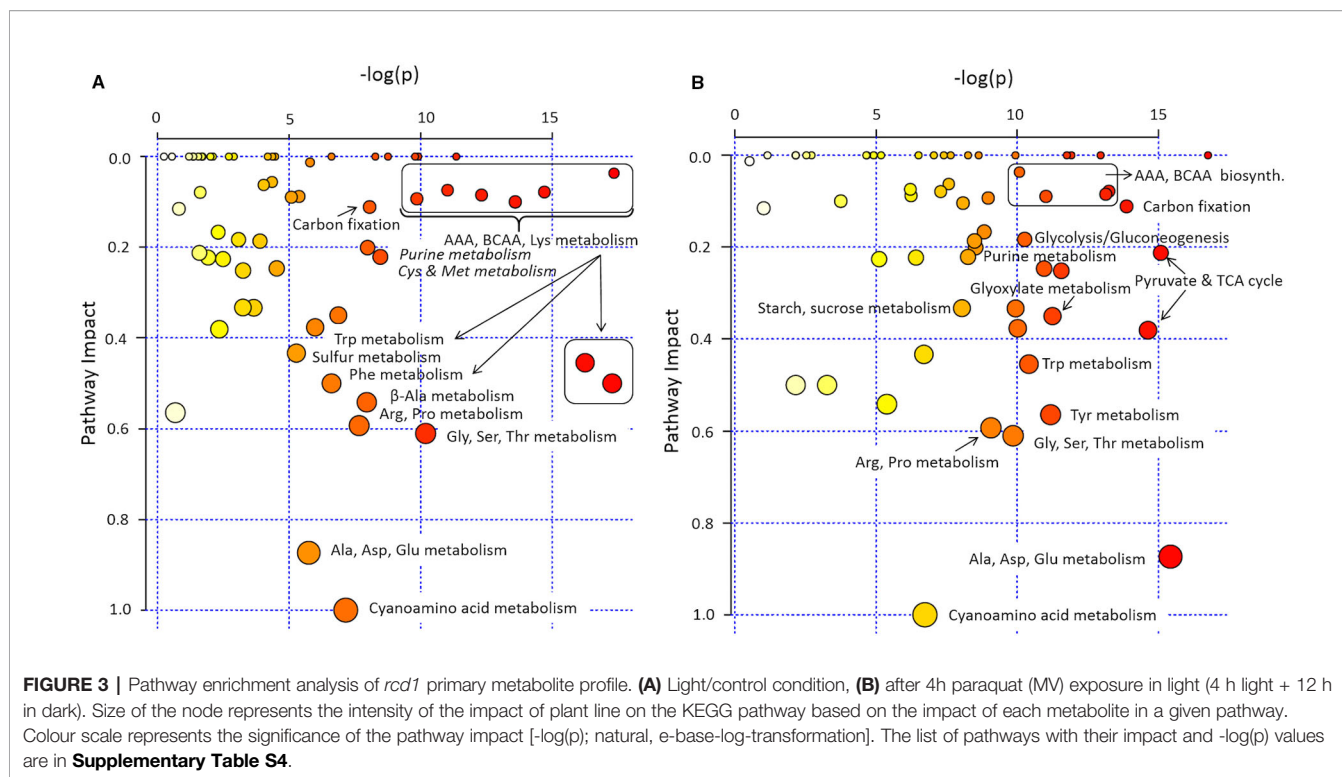 -log(p)
A
0 5 10 15
0.0
0.2
0.4
0.6
0.8
1.0
Pathway Impact
Carbon fixation
AAA, BCAA, Lys metabolism
Purine metabolism
Cys & Met metabolism
Trp metabolism
Sulfur metabolism
Phe metabolism
β-Ala metabolism
Arg, Pro metabolism
Gly, Ser, Thr metabolism
Ala, Asp, Glu metabolism
Cyanoamino acid metabolism
-log(p)
B
0 5 10 15
0.0
0.2
0.4
0.6
0.8
1.0
Pathway Impact
AAA, BCAA biosynth.
Carbon fixation
Glycolysis/Gluconeogenesis
Purine metabolism
Pyruvate & TCA cycle
Glyoxylate metabolism
Starch, sucrose metabolism
Trp metabolism
Tyr metabolism
Gly, Ser, Thr metabolism
Arg, Pro metabolism
Ala, Asp, Glu metabolism
Cyanoamino acid metabolism
FIGURE 3 | Pathway enrichment analysis of rcd1 primary metabolite profile. (A) Light/control condition, (B) after 4h paraquat (MV) exposure in light (4 h light + 12 h
in dark). Size of the node represents the intensity of the impact of plant line on the KEGG pathway based on the impact of each metabolite in a given pathway.
Colour scale represents the significance of the pathway impact [-log(p); natural, e-base-log-transformation]. The list of pathways with their impact and -log(p) values
are in Supplementary Table S4.